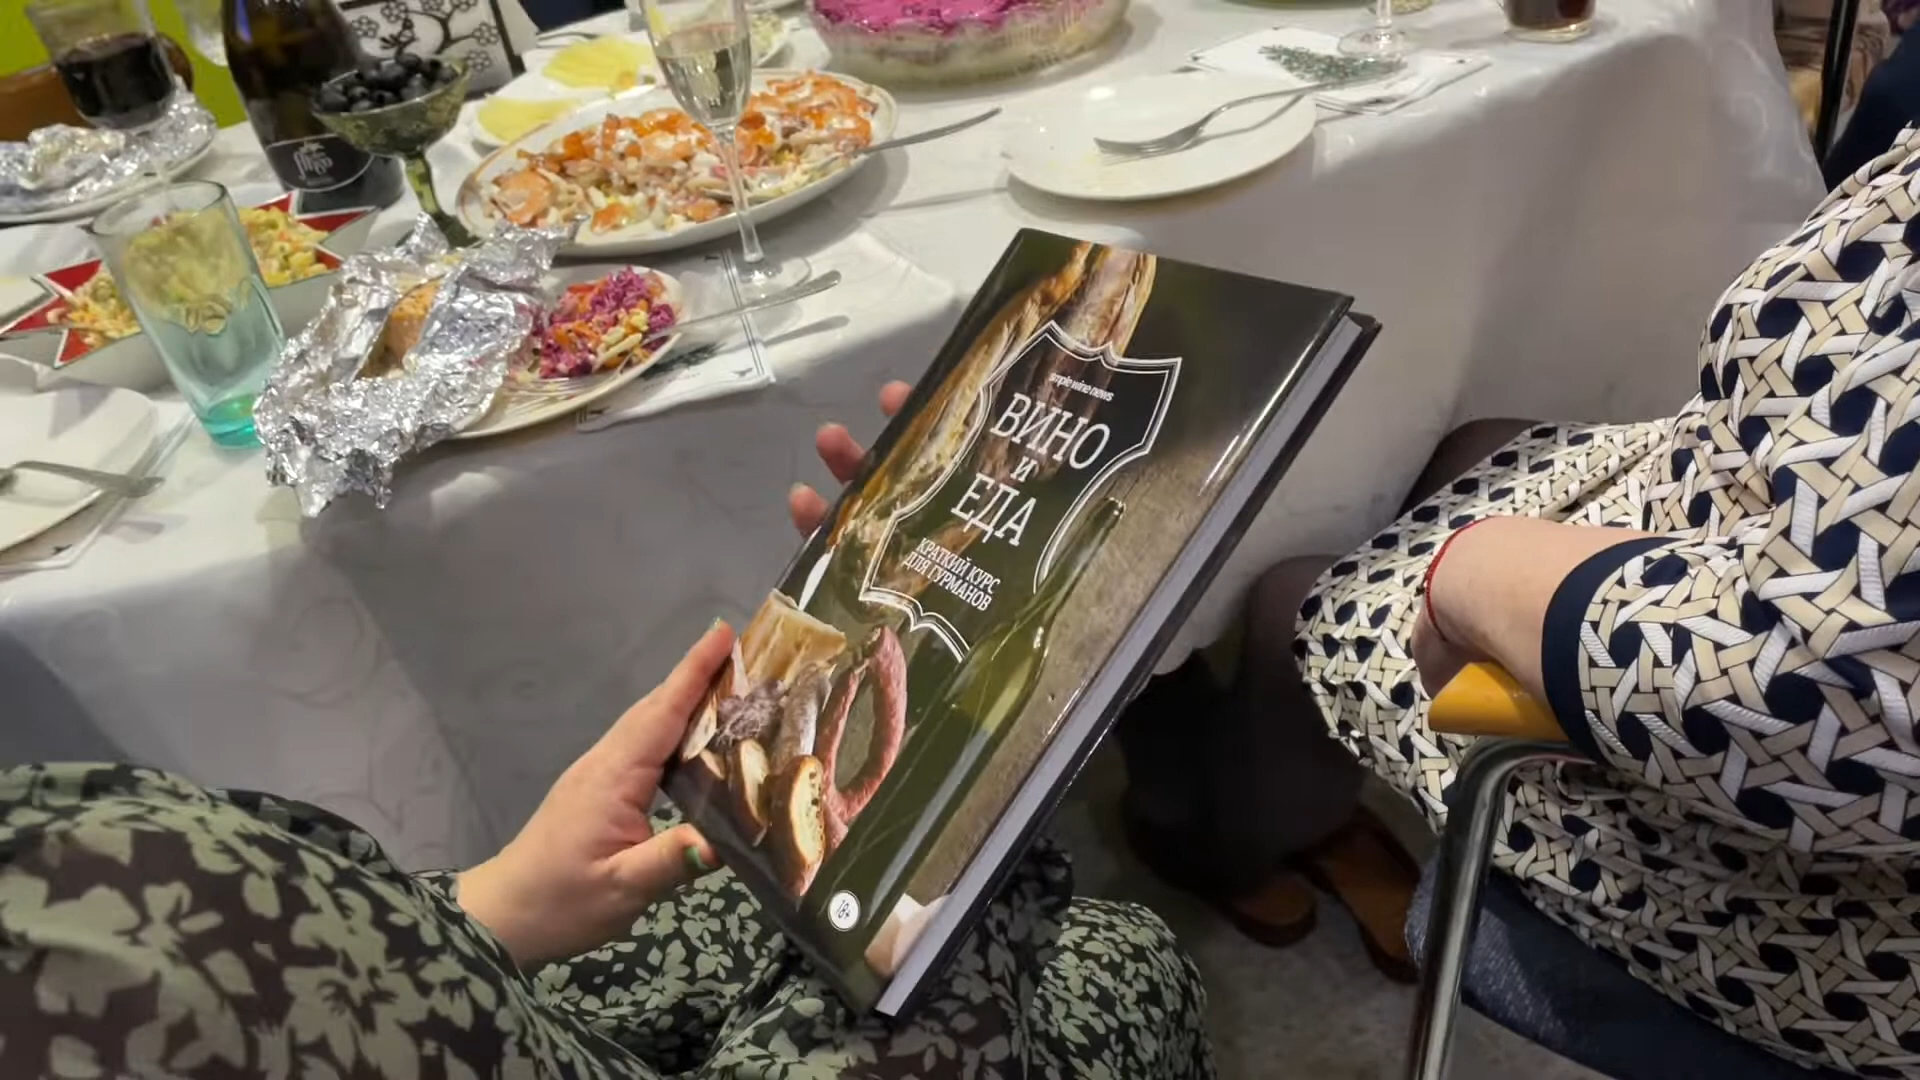 simple wine news
ВИНО
и
ЕДА
КРАТКИЙ КУРС
ДЛЯ ГУРМАНОВ
18+